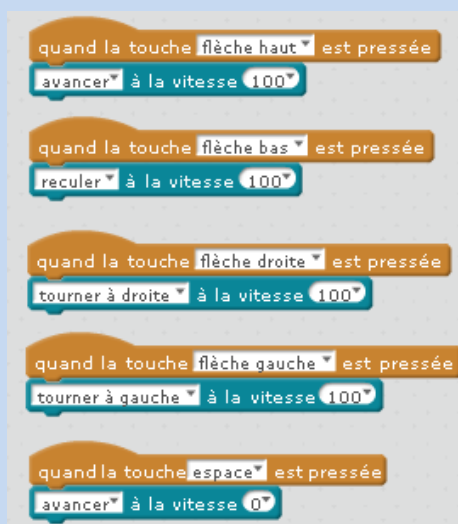 quand la touche flèche haut est pressée
avancer à la vitesse 100
quand la touche flèche bas est pressée
reculer à la vitesse 100
quand la touche flèche droite est pressée
tourner à droite à la vitesse 100
quand la touche flèche gauche est pressée
tourner à gauche à la vitesse 100
quand la touche espace est pressée
avancer à la vitesse 0